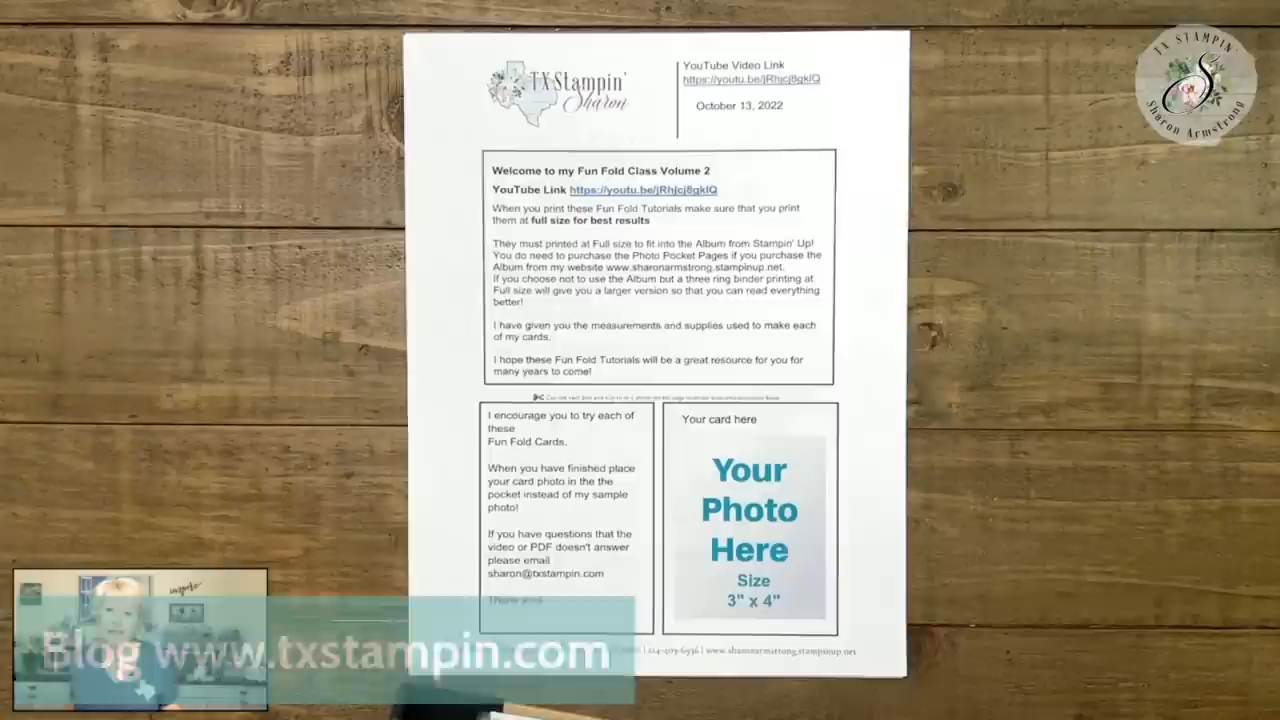 TX Stampin'
Sharon
YouTube Video Link
October 13, 2022
TX STAMPIN'
S
Sharon Armstrong
Welcome to my Fun Fold Class Volume 2
YouTube Link
When you print these Fun Fold Tutorials make sure that you print
them at full size for best results
They must printed at Full size to fit into the Album from Stampin' Up!
You do need to purchase the Photo Pocket Pages if you purchase the
Album from my website www.sharonarmstrong.stampinup.net.
If you choose not to use the Album but a three ring binder printing at
Full size will give you a larger version so that you can read everything
better!
I have given you the measurements and supplies used to make each
of my cards.
I hope these Fun Fold Tutorials will be a great resource for you for
many years to come!
I encourage you to try each of
these
Fun Fold Cards.
When you have finished place
your card photo in the the
pocket instead of my sample
photo!
If you have questions that the
video or PDF doesn't answer
please email
sharon@txstampin.com
Thank you!
Your card here
Your
Photo
Here
Size
3" x 4"
| www.sharonarmstrong.stampinup.net
Blog www.txstampin.com